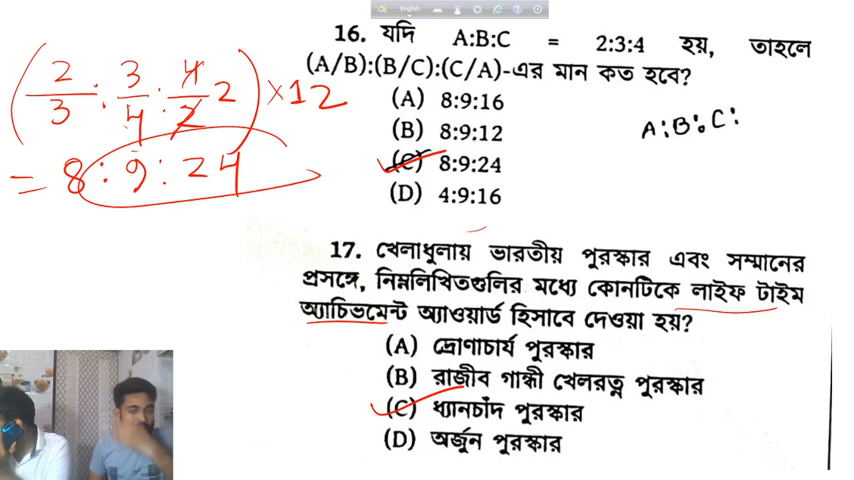 English
16. যদি A:B:C = 2:3:4 হয়, তাহলে
(A/B):(B/C):(C/A)-এর মান কত হবে?
(A) 8:9:16
(B) 8:9:12
(C) 8:9:24
(D) 4:9:16
A:B:C:
(2/3 : 3/4 : 4/2 2) × 12
= 8 : 9 : 24
17. খেলাধুলায় ভারতীয় পুরস্কার এবং সম্মানের
প্রসঙ্গে, নিম্নলিখিতগুলির মধ্যে কোনটিকে লাইফ টাইম
অ্যাচিভমেন্ট অ্যাওয়ার্ড হিসাবে দেওয়া হয়?
(A) দ্রোণাচার্য পুরস্কার
(B) রাজীব গান্ধী খেলরত্ন পুরস্কার
(C) ধ্যানচাঁদ পুরস্কার
(D) অর্জুন পুরস্কার